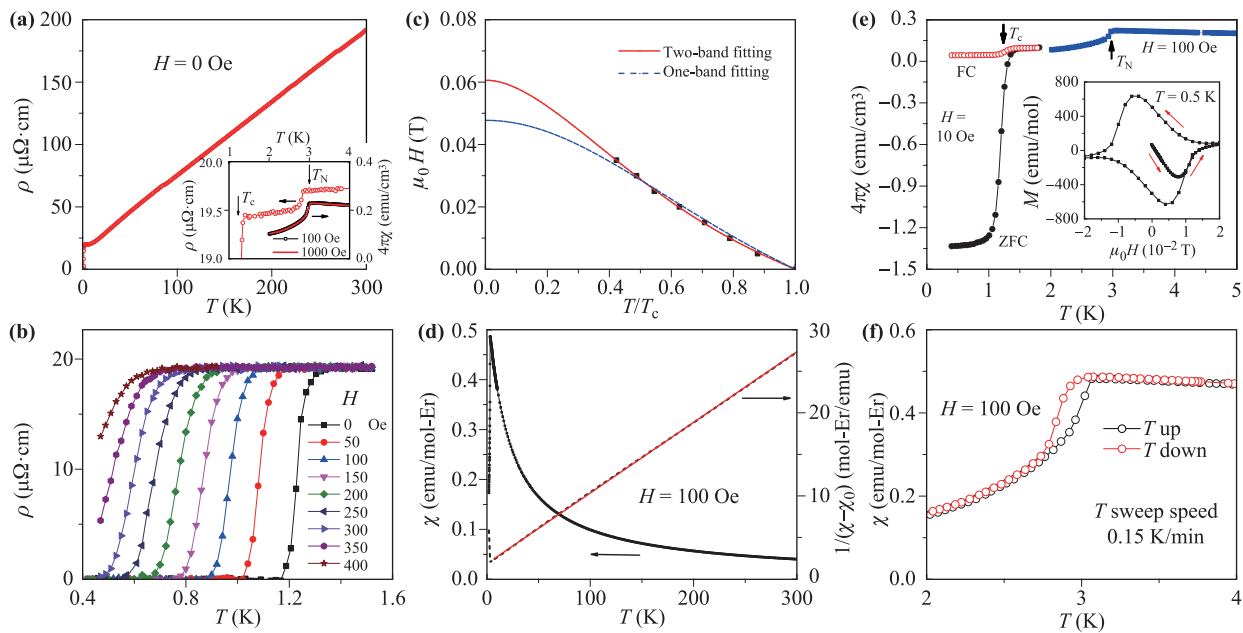 (a)
200
150
100
50
0
ρ (μΩ·cm)
H = 0 Oe
T (K)
1 2 3 4
20.0
19.5
19.0
ρ (μΩ·cm)
Tc
TN
0.4
0.2
0.0
4πχ (emu/cm³)
100 Oe
1000 Oe
0 100 200 300
T (K)
(b)
20
10
0
ρ (μΩ·cm)
H
0 Oe
50
100
150
200
250
300
350
400
0.4 0.8 1.2 1.6
T (K)
(c)
0.08
0.06
0.04
0.02
0.00
μ0H (T)
Two-band fitting
One-band fitting
0.0 0.2 0.4 0.6 0.8 1.0
T/Tc
(d)
0.5
0.4
0.3
0.2
0.1
0.0
χ (emu/mol-Er)
H = 100 Oe
30
20
10
0
1/(χ−χ0) (mol-Er/emu)
0 100 200 300
T (K)
(e)
0.3
0.0
−0.3
−0.6
−0.9
−1.2
−1.5
4πχ (emu/cm³)
Tc
H = 100 Oe
TN
FC
H =
10 Oe
ZFC
800
400
0
−400
−800
M (emu/mol)
T = 0.5 K
−2 −1 0 1 2
μ0H (10−2 T)
0 1 2 3 4 5
T (K)
(f)
0.6
0.4
0.2
0.0
χ (emu/mol-Er)
H = 100 Oe
T up
T down
T sweep speed
0.15 K/min
2 3 4
T (K)